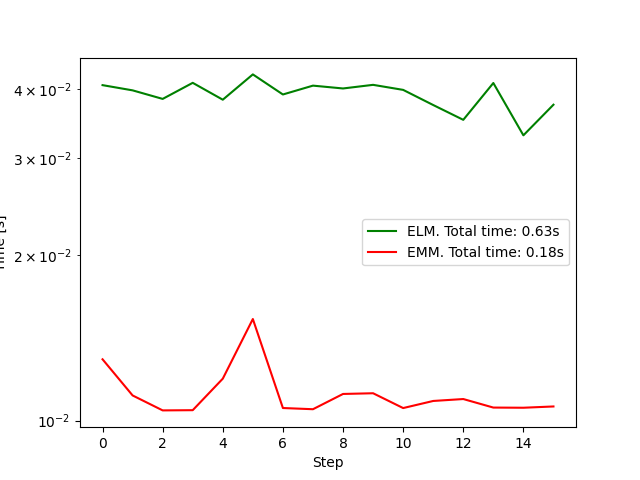 4 × 10⁻²
3 × 10⁻²
2 × 10⁻²
10⁻²
ELM. Total time: 0.63s
EMM. Total time: 0.18s
0 2 4 6 8 10 12 14
Step